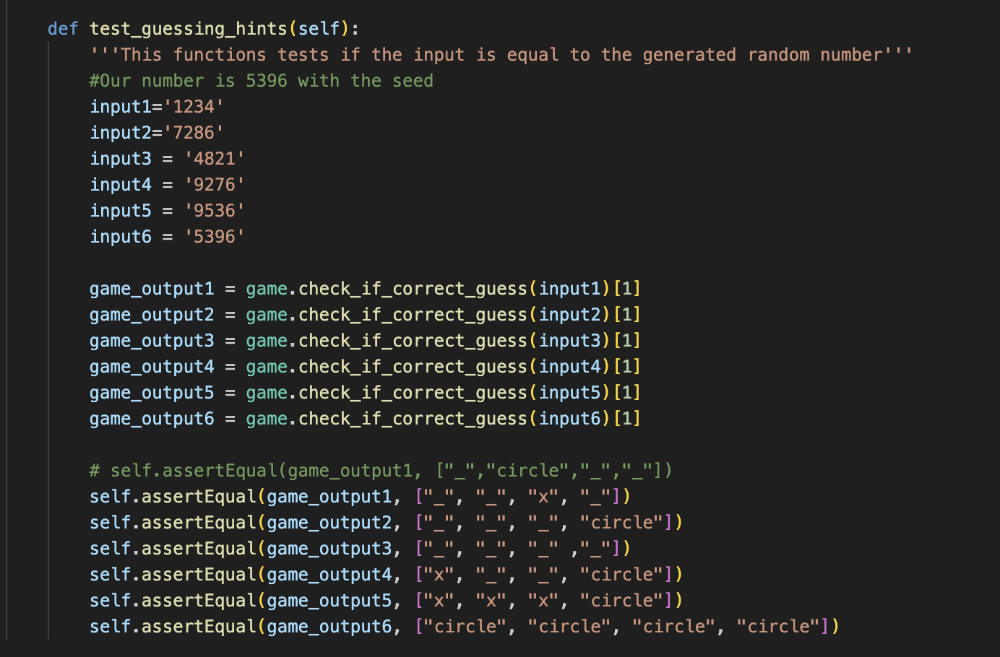 def test_guessing_hints(self):
'''This functions tests if the input is equal to the generated random number'''
#Our number is 5396 with the seed
input1='1234'
input2='7286'
input3 = '4821'
input4 = '9276'
input5 = '9536'
input6 = '5396'
game_output1 = game.check_if_correct_guess(input1)[1]
game_output2 = game.check_if_correct_guess(input2)[1]
game_output3 = game.check_if_correct_guess(input3)[1]
game_output4 = game.check_if_correct_guess(input4)[1]
game_output5 = game.check_if_correct_guess(input5)[1]
game_output6 = game.check_if_correct_guess(input6)[1]
# self.assertEqual(game_output1, ["_","circle","_","_"])
self.assertEqual(game_output1, ["_", "_", "x", "_"])
self.assertEqual(game_output2, ["_", "_", "_", "circle"])
self.assertEqual(game_output3, ["_", "_", "_" ,"_"])
self.assertEqual(game_output4, ["x", "_", "_", "circle"])
self.assertEqual(game_output5, ["x", "x", "x", "circle"])
self.assertEqual(game_output6, ["circle", "circle", "circle", "circle"])